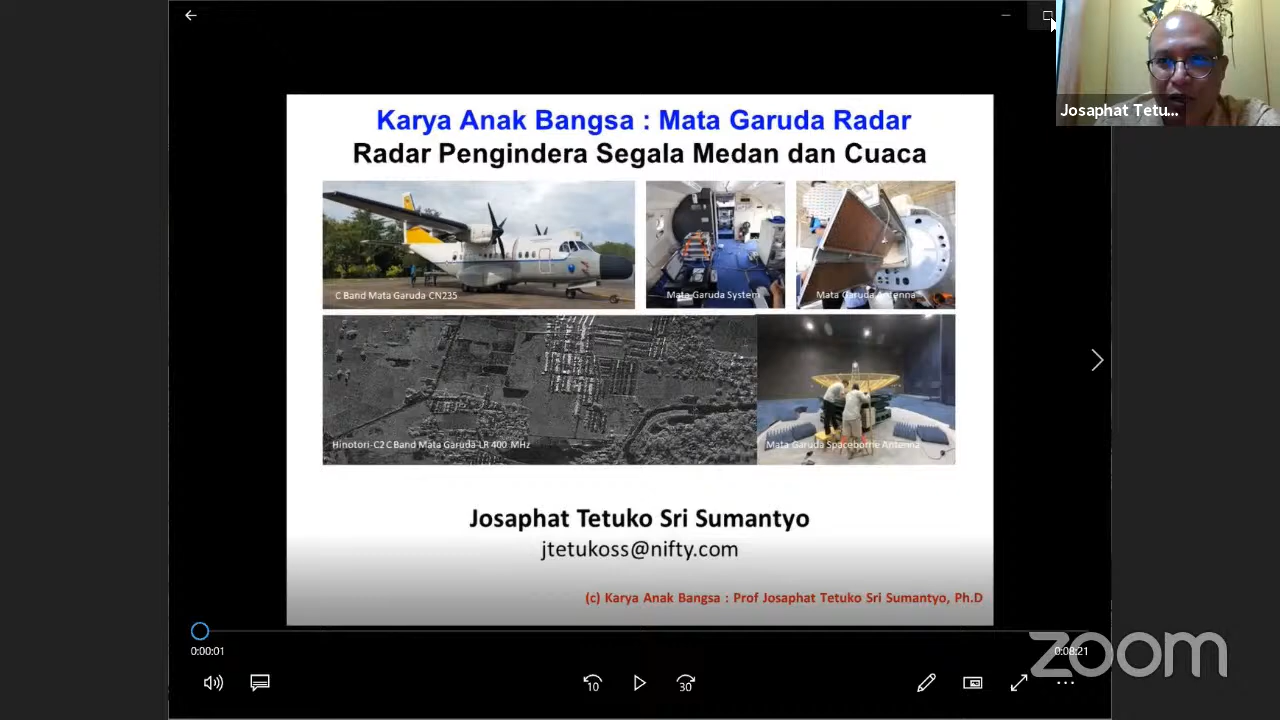 Josaphat Tetu...
Karya Anak Bangsa : Mata Garuda Radar
Radar Pengindera Segala Medan dan Cuaca
C Band Mata Garuda CN235
Mata Garuda System
Mata Garuda Antenna
Hinotori-C2 C Band Mata Garuda LR 400 MHz
Mata Garuda Spaceborne Antenna
Josaphat Tetuko Sri Sumantyo
jtetukoss@nifty.com
(c) Karya Anak Bangsa : Prof Josaphat Tetuko Sri Sumantyo, Ph.D
0:00:01
0:08:21
10
30
zoom